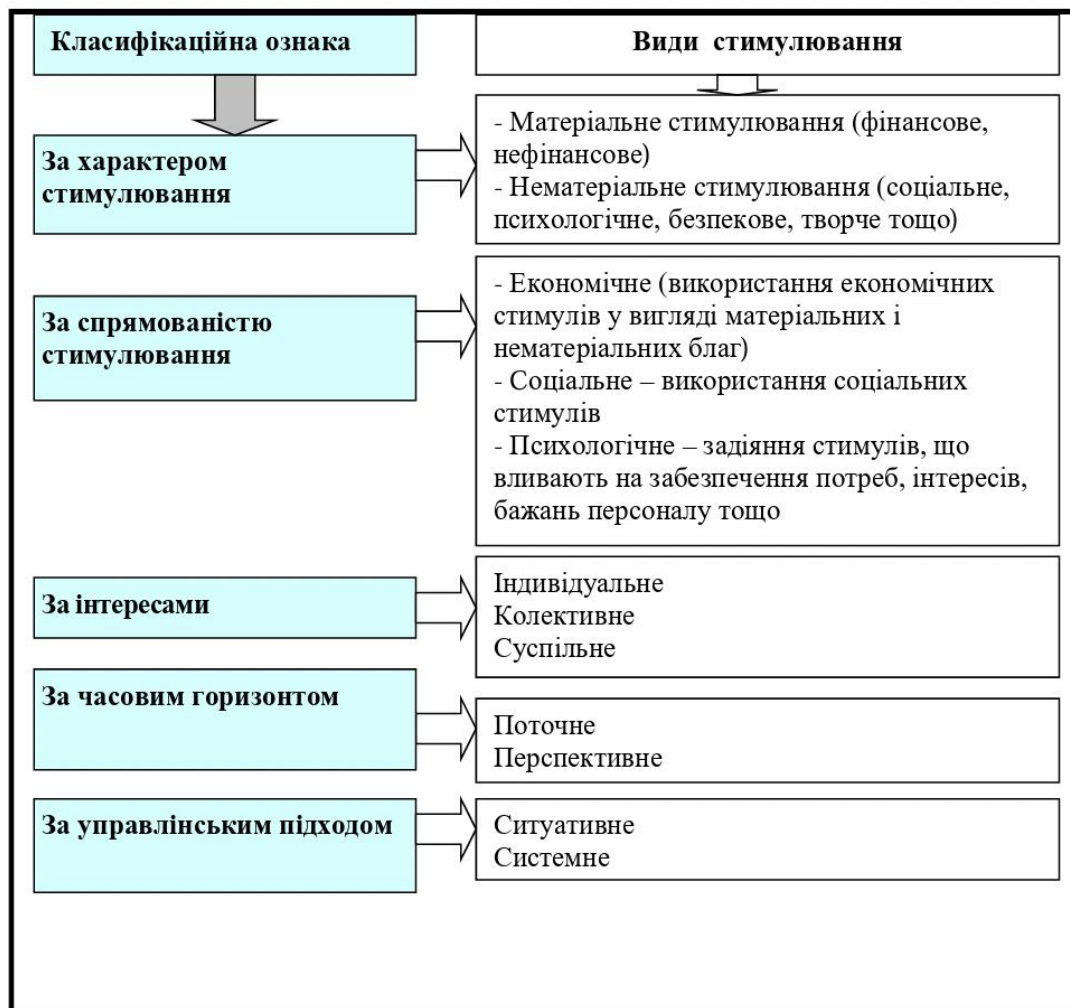 Класифікаційна ознака
Види стимулювання
За характером
стимулювання
- Матеріальне стимулювання (фінансове,
нефінансове)
- Нематеріальне стимулювання (соціальне,
психологічне, безпекове, творче тощо)
За спрямованістю
стимулювання
- Економічне (використання економічних
стимулів у вигляді матеріальних і
нематеріальних благ)
- Соціальне – використання соціальних
стимулів
- Психологічне – задіяння стимулів, що
вливають на забезпечення потреб, інтересів,
бажань персоналу тощо
За інтересами
Індивідуальне
Колективне
Суспільне
За часовим горизонтом
Поточне
Перспективне
За управлінським підходом
Ситуативне
Системне